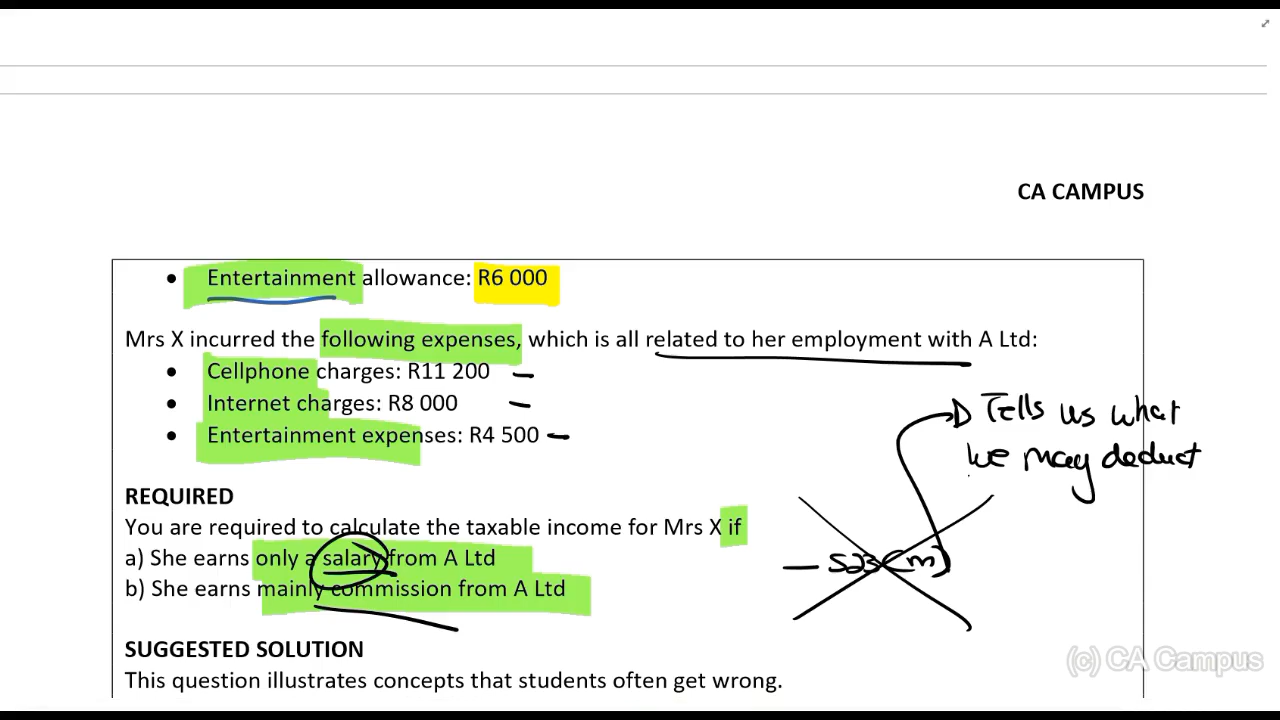 CA CAMPUS
• Entertainment allowance: R6 000
Mrs X incurred the following expenses, which is all related to her employment with A Ltd:
• Cellphone charges: R11 200
• Internet charges: R8 000
• Entertainment expenses: R4 500
Tells us what
we may deduct
REQUIRED
You are required to calculate the taxable income for Mrs X if
a) She earns only a salary from A Ltd
— S23(m)
b) She earns mainly commission from A Ltd
SUGGESTED SOLUTION
(c) CA Campus
This question illustrates concepts that students often get wrong.